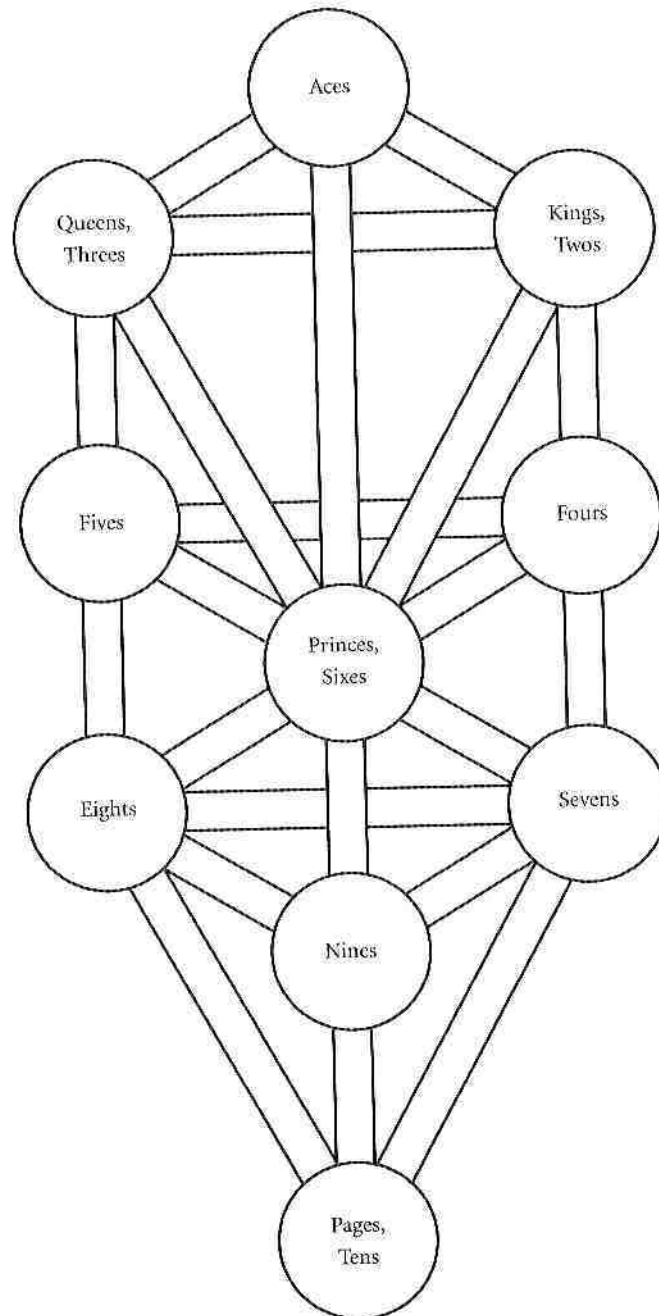 Aces
Queens,
Threes
Kings,
Twos
Fives
Fours
Princes,
Sixes
Eights
Sevens
Nines
Pages,
Tens